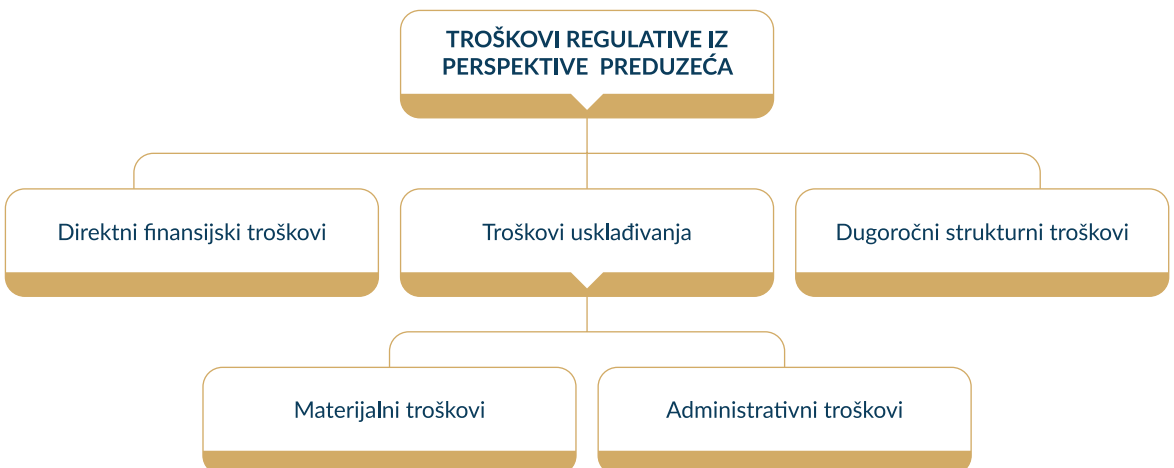 TROŠKOVI REGULATIVE IZ
PERSPEKTIVE PREDUZEĆA
Direktni finansijski troškovi
Troškovi usklađivanja
Dugoročni strukturni troškovi
Materijalni troškovi
Administrativni troškovi